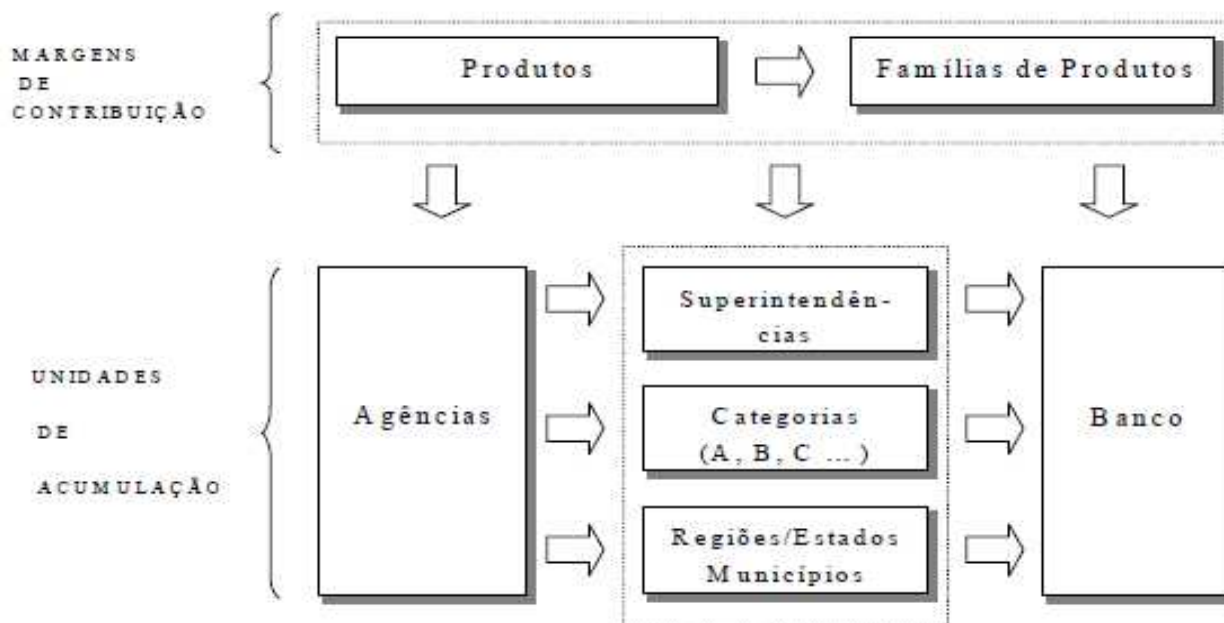 MARGENS
DE
CONTRIBUIÇÃO
Produtos
Famílias de Produtos
UNIDADES
DE
ACUMULAÇÃO
Agências
Superintendên-
cias
Categorias
(A, B, C ...)
Regiões/Estados
Municípios
Banco